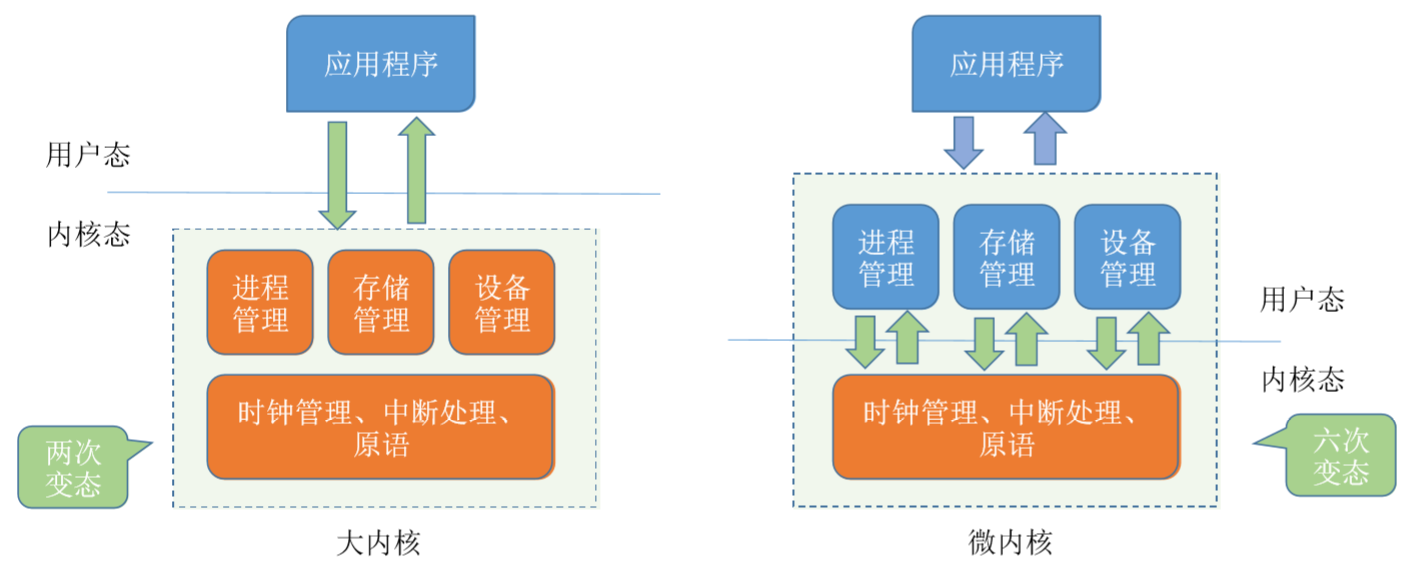 应用程序
用户态
内核态
进程
管理
存储
管理
设备
管理
时钟管理、中断处理、
原语
两次
变态
大内核
应用程序
进程
管理
存储
管理
设备
管理
用户态
内核态
时钟管理、中断处理、
原语
六次
变态
微内核